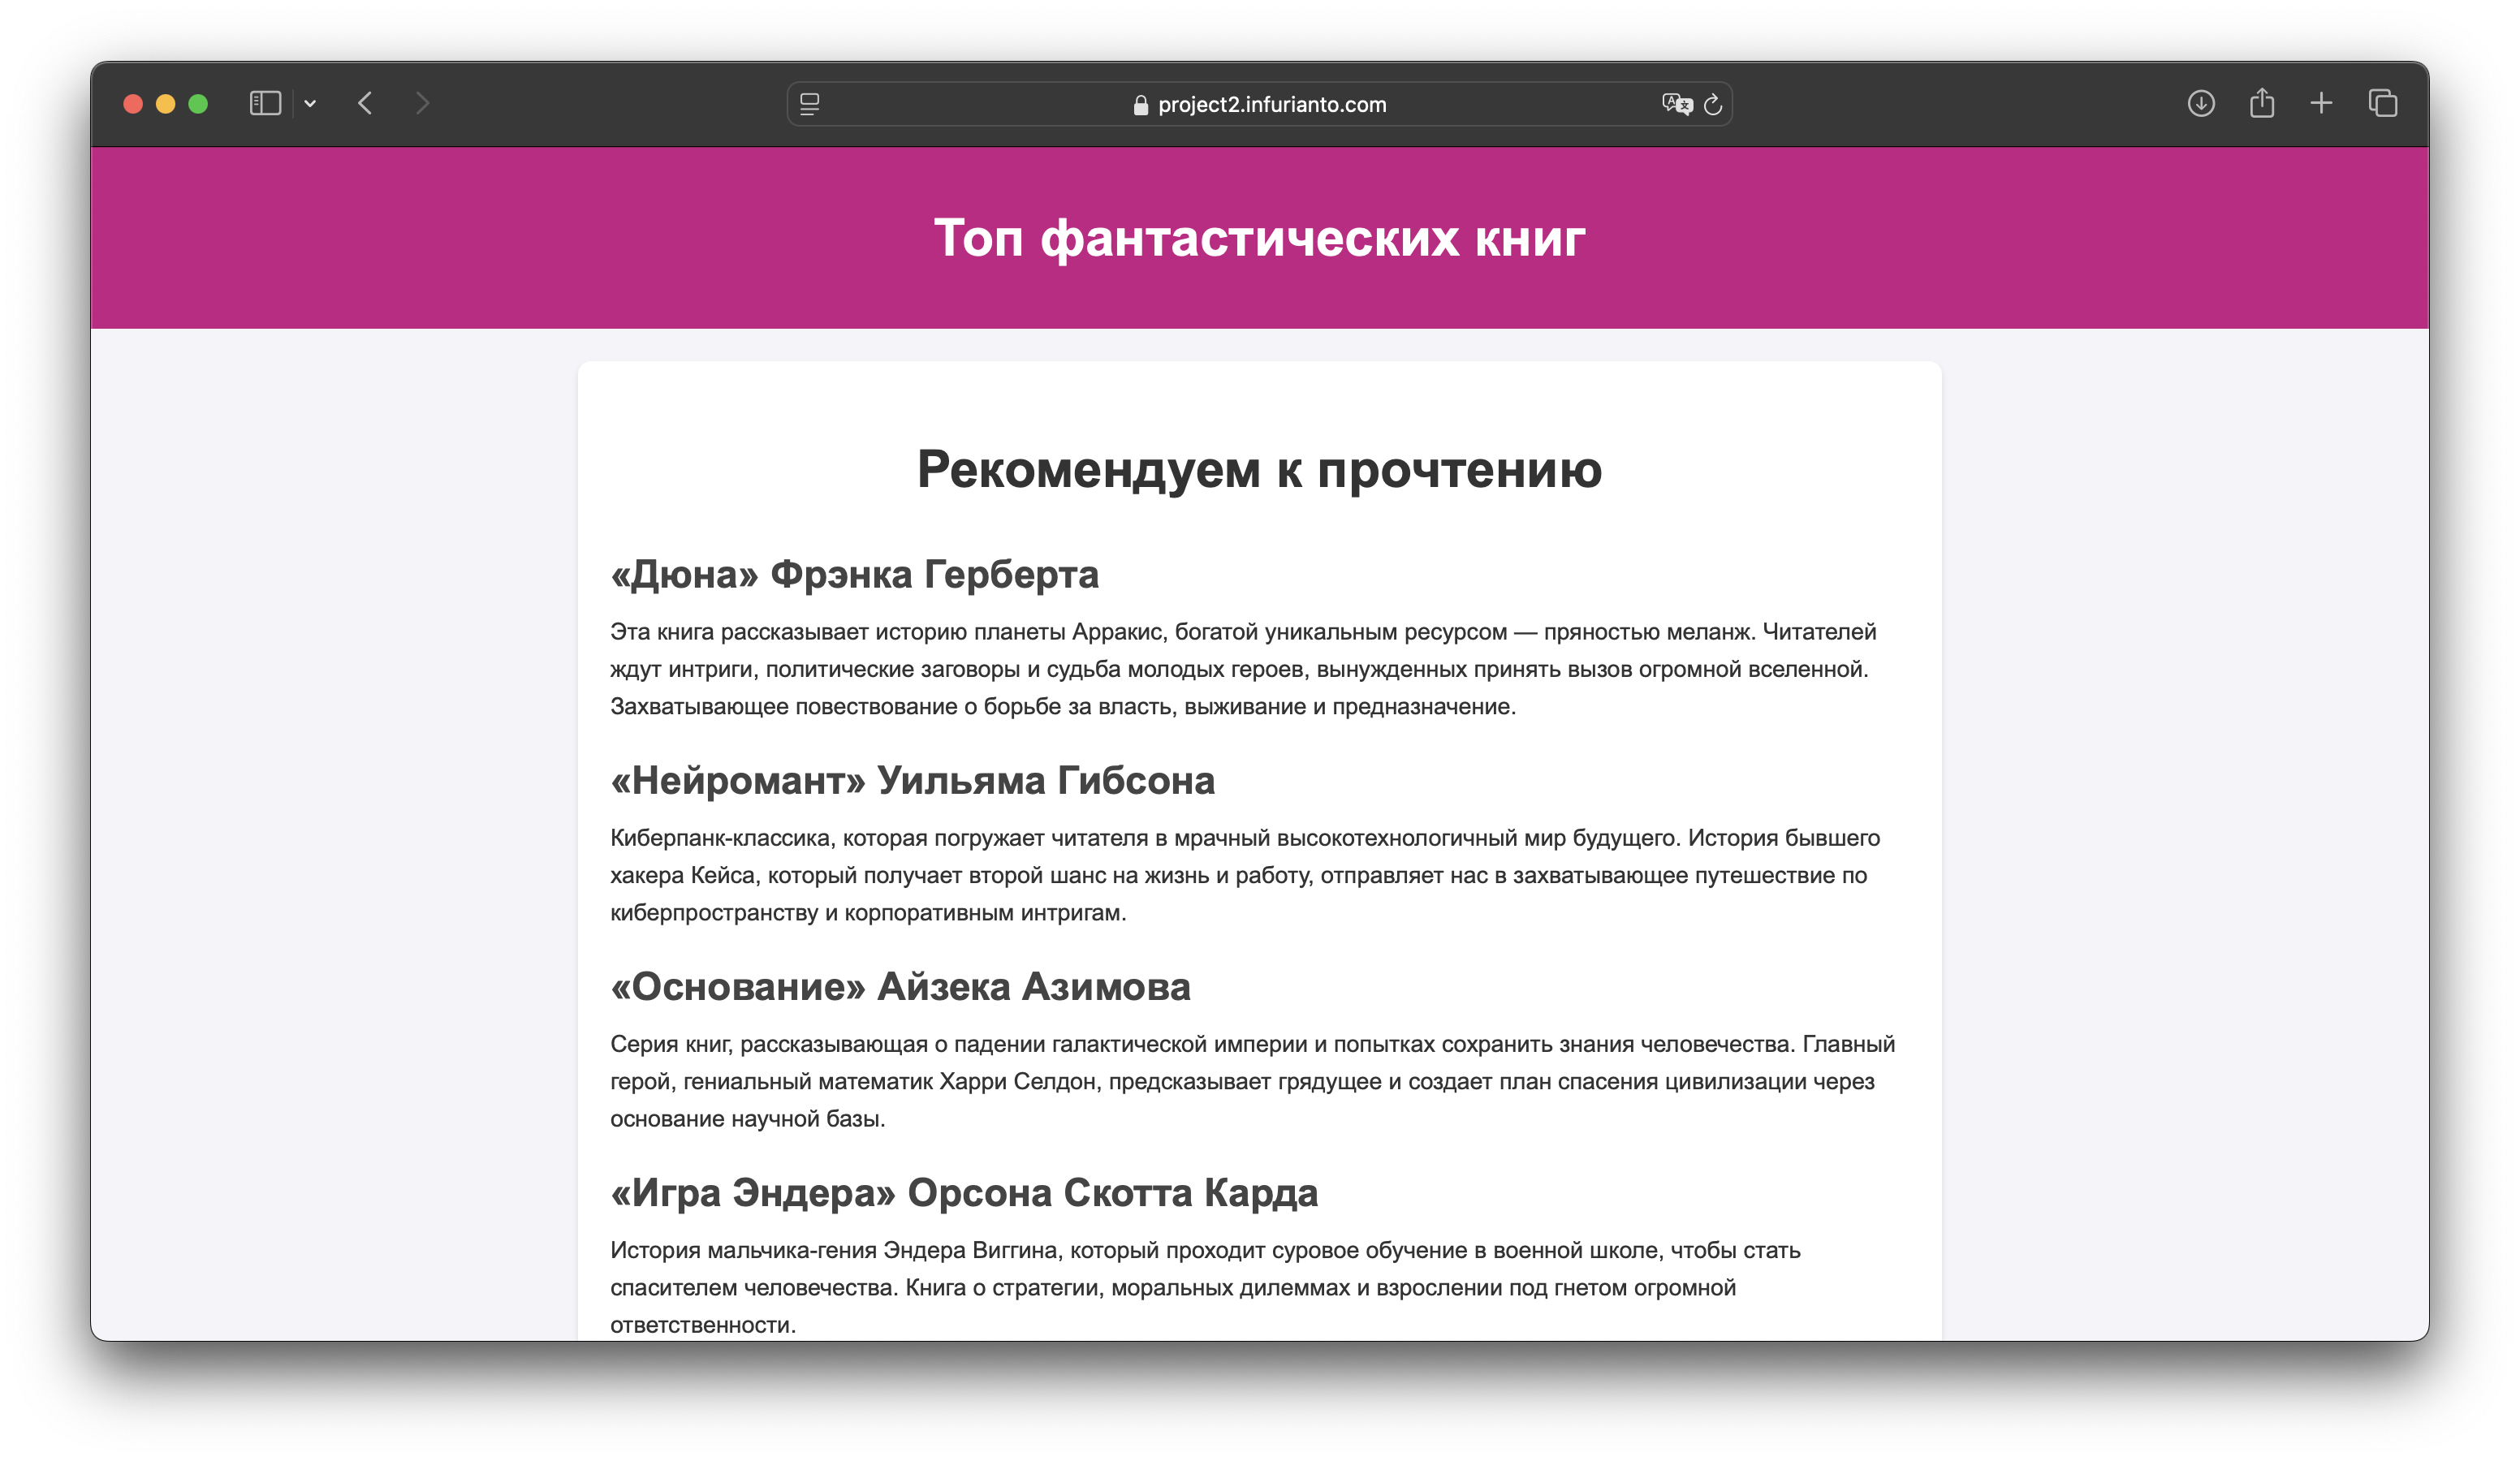 project2.infurianto.com
Топ фантастических книг
Рекомендуем к прочтению
«Дюна» Фрэнка Герберта
Эта книга рассказывает историю планеты Арракис, богатой уникальным ресурсом — пряностью меланж. Читателей
ждут интриги, политические заговоры и судьба молодых героев, вынужденных принять вызов огромной вселенной.
Захватывающее повествование о борьбе за власть, выживание и предназначение.
«Нейромант» Уильяма Гибсона
Киберпанк-классика, которая погружает читателя в мрачный высокотехнологичный мир будущего. История бывшего
хакера Кейса, который получает второй шанс на жизнь и работу, отправляет нас в захватывающее путешествие по
киберпространству и корпоративным интригам.
«Основание» Айзека Азимова
Серия книг, рассказывающая о падении галактической империи и попытках сохранить знания человечества. Главный
герой, гениальный математик Харри Селдон, предсказывает грядущее и создает план спасения цивилизации через
основание научной базы.
«Игра Эндера» Орсона Скотта Карда
История мальчика-гения Эндера Виггина, который проходит суровое обучение в военной школе, чтобы стать
спасителем человечества. Книга о стратегии, моральных дилеммах и взрослении под гнетом огромной
ответственности.